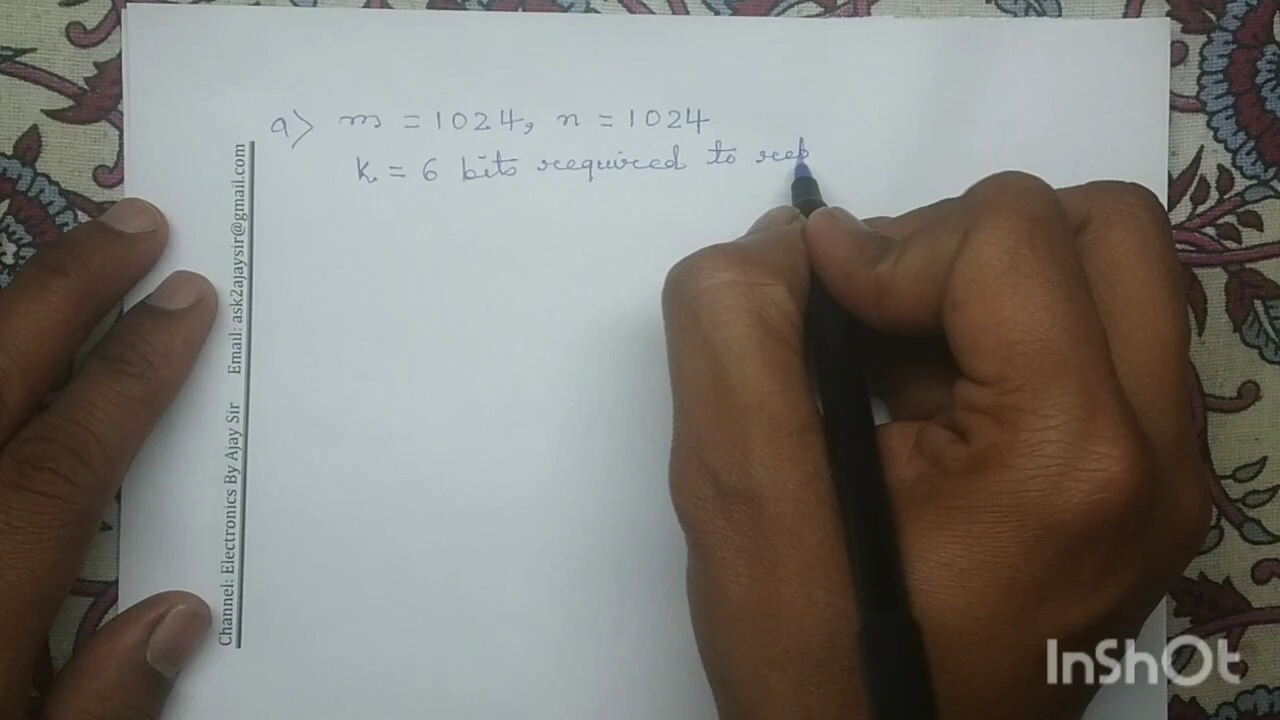 a) m = 1024, n = 1024
k = 6 bits required to rep
Channel: Electronics By Ajay Sir Email: ask2ajaysir@gmail.com
InShOt